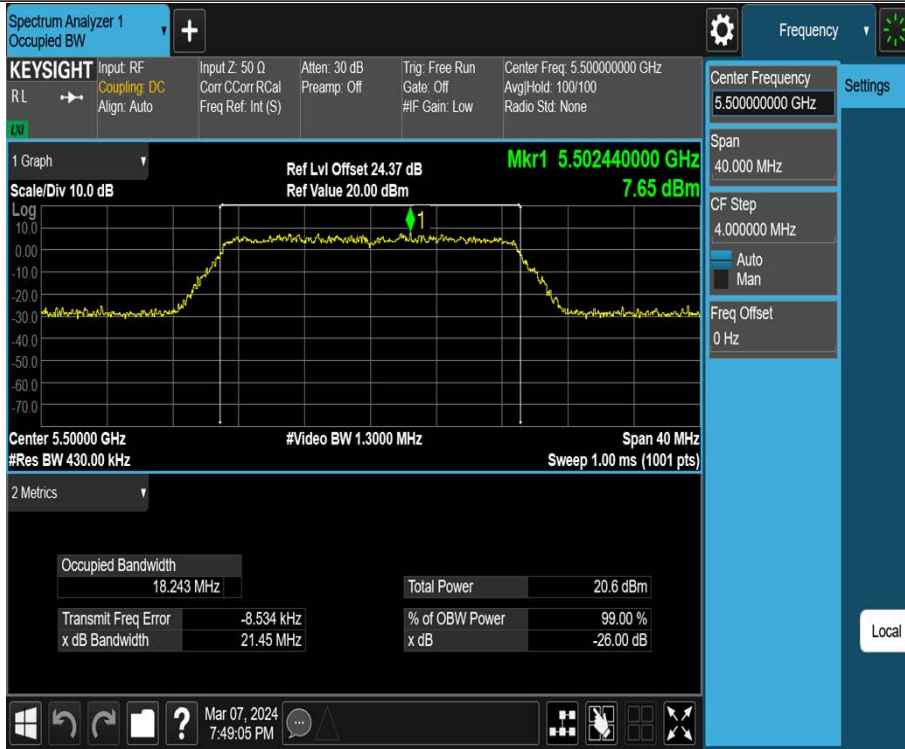 Spectrum Analyzer 1
Occupied BW
+
Frequency
KEYSIGHT
RL
LXI
Input: RF
Coupling: DC
Align: Auto
Input Z: 50 Ω
Corr CCorr RCal
Freq Ref: Int (S)
Atten: 30 dB
Preamp: Off
Trig: Free Run
Gate: Off
#IF Gain: Low
Center Freq: 5.500000000 GHz
Avg|Hold: 100/100
Radio Std: None
Center Frequency
5.500000000 GHz
Settings
Span
40.000 MHz
CF Step
4.000000 MHz
Auto
Man
Freq Offset
0 Hz
Local
1 Graph
Scale/Div 10.0 dB
Ref Lvl Offset 24.37 dB
Ref Value 20.00 dBm
Mkr1 5.502440000 GHz
7.65 dBm
Log
10.0
0.00
-10.0
-20.0
-30.0
-40.0
-50.0
-60.0
-70.0
1
Center 5.50000 GHz
#Video BW 1.3000 MHz
Span 40 MHz
#Res BW 430.00 kHz
Sweep 1.00 ms (1001 pts)
2 Metrics
Occupied Bandwidth
18.243 MHz
Total Power 20.6 dBm
Transmit Freq Error -8.534 kHz
% of OBW Power 99.00 %
x dB Bandwidth 21.45 MHz
x dB -26.00 dB
?
Mar 07, 2024
7:49:05 PM